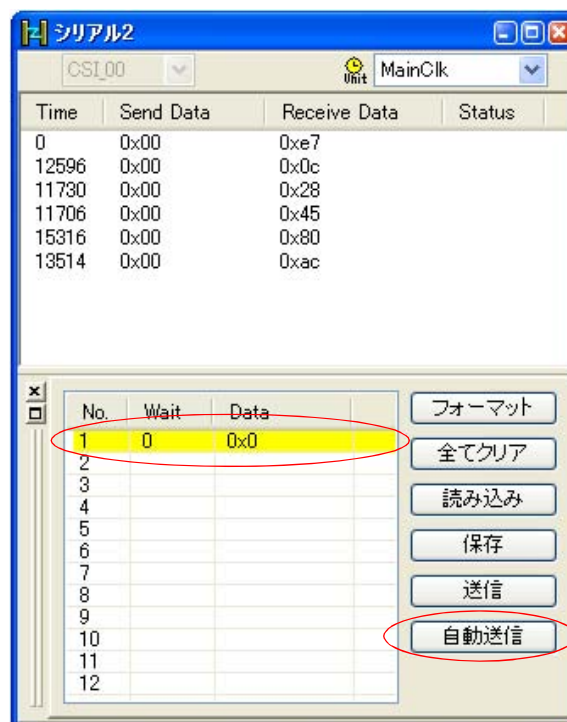 シリアル2
CSI_00 Unit MainClk
Time Send Data Receive Data Status
0 0x00 0xe7
12596 0x00 0x0c
11730 0x00 0x28
11706 0x00 0x45
15316 0x00 0x80
13514 0x00 0xac
No. Wait Data
1 0 0x0
2
3
4
5
6
7
8
9
10
11
12
フォーマット
全てクリア
読み込み
保存
送信
自動送信